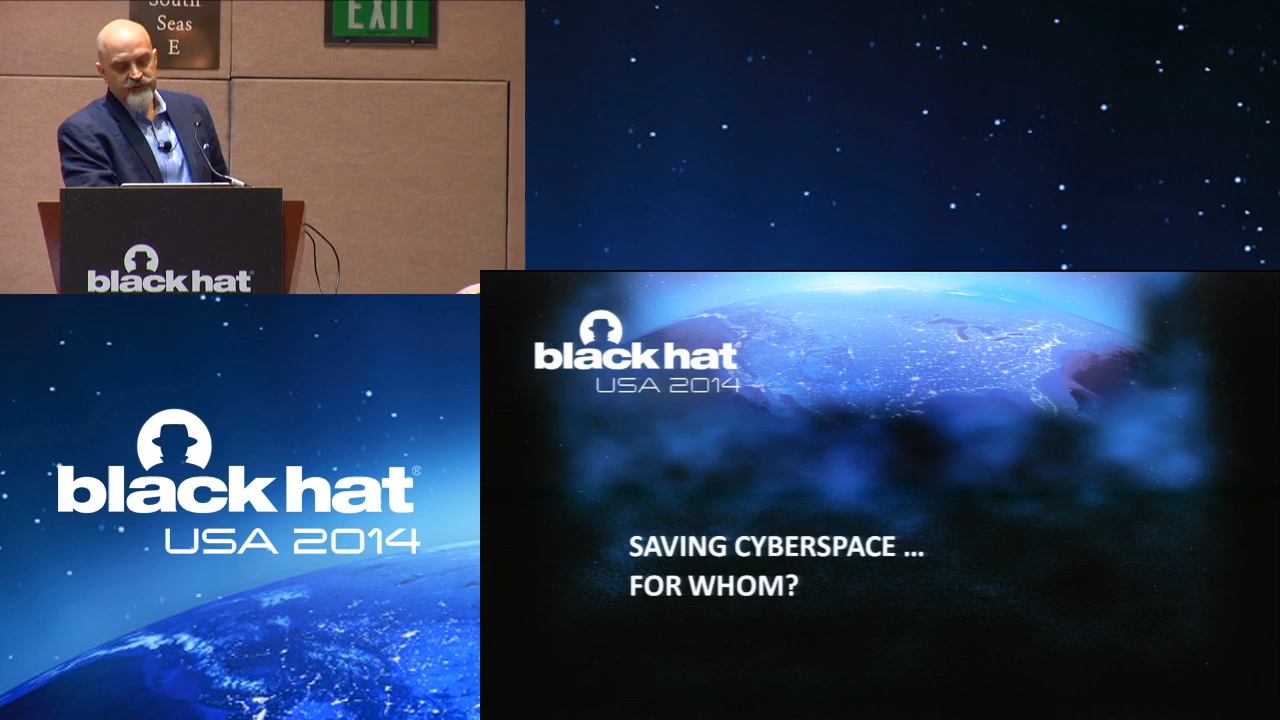 South
Seas
E
EXIT
black hat
black hat®
USA 2014
black hat
USA 2014
SAVING CYBERSPACE ...
FOR WHOM?